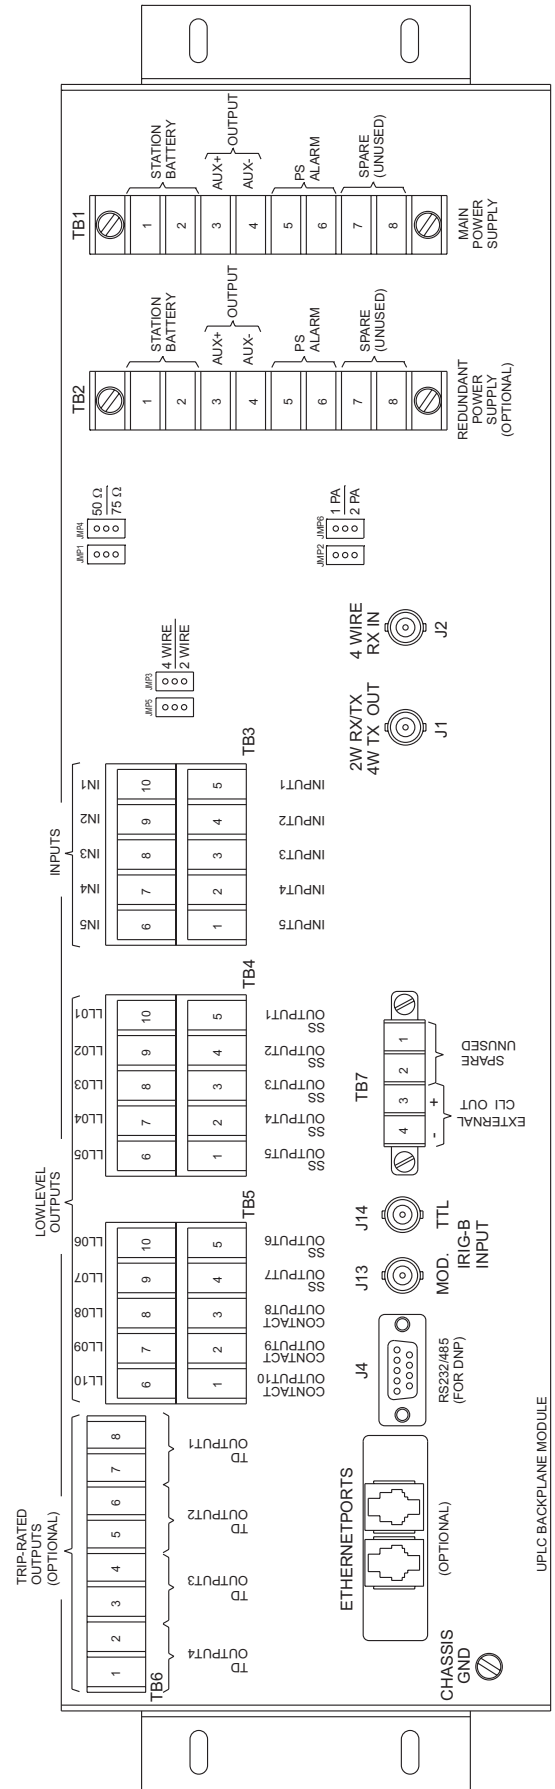 TB1
STATION
BATTERY
AUX+
AUX-
OUTPUT
PS
ALARM
SPARE
(UNUSED)
1
2
3
4
5
6
7
8
MAIN
POWER
SUPPLY
TB2
STATION
BATTERY
AUX+
AUX-
OUTPUT
PS
ALARM
SPARE
(UNUSED)
1
2
3
4
5
6
7
8
REDUNDANT
POWER
SUPPLY
(OPTIONAL)
JMP1
JMP4
50 Ω
75 Ω
JMP2
JMP6
1 PA
2 PA
JMP5
JMP3
4 WIRE
2 WIRE
4 WIRE
RX IN
J2
2W RX/TX
4W TX OUT
J1
INPUTS
IN5
IN4
IN3
IN2
IN1
6
7
8
9
10
1
2
3
4
5
TB3
INPUT5
INPUT4
INPUT3
INPUT2
INPUT1
LOWLEVEL
OUTPUTS
LL05
LL04
LL03
LL02
LL01
6
7
8
9
10
1
2
3
4
5
TB4
SS
OUTPUT5
SS
OUTPUT4
SS
OUTPUT3
SS
OUTPUT2
SS
OUTPUT1
LL10
LL09
LL08
LL07
LL06
6
7
8
9
10
1
2
3
4
5
TB5
CONTACT
OUTPUT10
CONTACT
OUTPUT9
CONTACT
OUTPUT8
SS
OUTPUT7
SS
OUTPUT6
TB7
4
3
2
1
-
+
EXTERNAL
CLI OUT
SPARE
UNUSED
J13
J14
MOD.
TTL
IRIG-B
INPUT
J4
RS232/485
(FOR DNP)
TRIP-RATED
OUTPUTS
(OPTIONAL)
1
2
3
4
5
6
7
8
TB6
TD
OUTPUT4
TD
OUTPUT3
TD
OUTPUT2
TD
OUTPUT1
ETHERNETPORTS
(OPTIONAL)
CHASSIS
GND
UPLC BACKPLANE MODULE